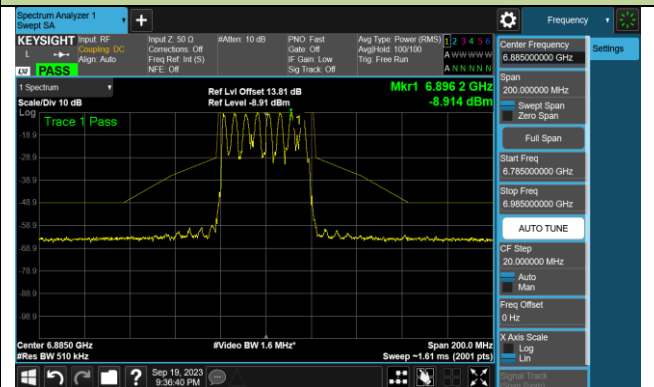 Spectrum Analyzer 1
Swept SA
Frequency
KEYSIGHT
Input: RF
Coupling: DC
Align: Auto
Input Z: 50 Ω
Corrections: Off
Freq Ref: Int (S)
NFE: Off
#Atten: 10 dB
PNO: Fast
Gate: Off
IF Gain: Low
Sig Track: Off
Avg Type: Power (RMS)
Avg|Hold: 100/100
Trig: Free Run
1 2 3 4 5 6
A W W W W W
A N N N N N
L
LXI PASS
1 Spectrum
Scale/Div 10 dB
Ref Lvl Offset 13.81 dB
Ref Level -8.91 dBm
Mkr1 6.896 2 GHz
-8.914 dBm
Log
Trace 1 Pass
1
-18.9
-28.9
-38.9
-48.9
-58.9
-68.9
-78.9
-88.9
-98.9
Center 6.8850 GHz
#Res BW 510 kHz
#Video BW 1.6 MHz*
Span 200.0 MHz
Sweep ~1.61 ms (2001 pts)
Sep 19, 2023
9:36:40 PM
Settings
Center Frequency
6.885000000 GHz
Span
200.000000 MHz
Swept Span
Zero Span
Full Span
Start Freq
6.785000000 GHz
Stop Freq
6.985000000 GHz
AUTO TUNE
CF Step
20.000000 MHz
Auto
Man
Freq Offset
0 Hz
X Axis Scale
Log
Lin
Signal Track
(Span Zoom)